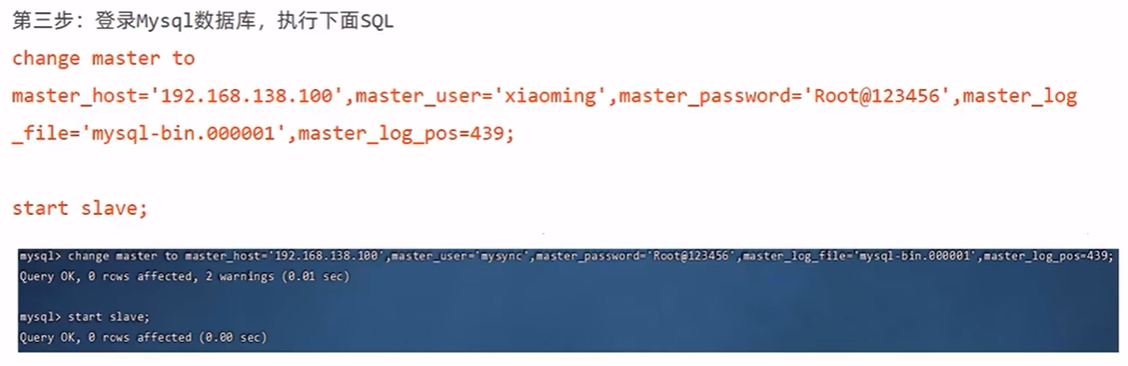 第三步：登录Mysql数据库，执行下面SQL
change master to
master_host='192.168.138.100',master_user='xiaoming',master_password='Root@123456',master_log
_file='mysql-bin.000001',master_log_pos=439;
start slave;
mysql> change master to master_host='192.168.138.100',master_user='mysync',master_password='Root@123456',master_log_file='mysql-bin.000001',master_log_pos=439;
Query OK, 0 rows affected, 2 warnings (0.01 sec)
mysql> start slave;
Query OK, 0 rows affected (0.00 sec)